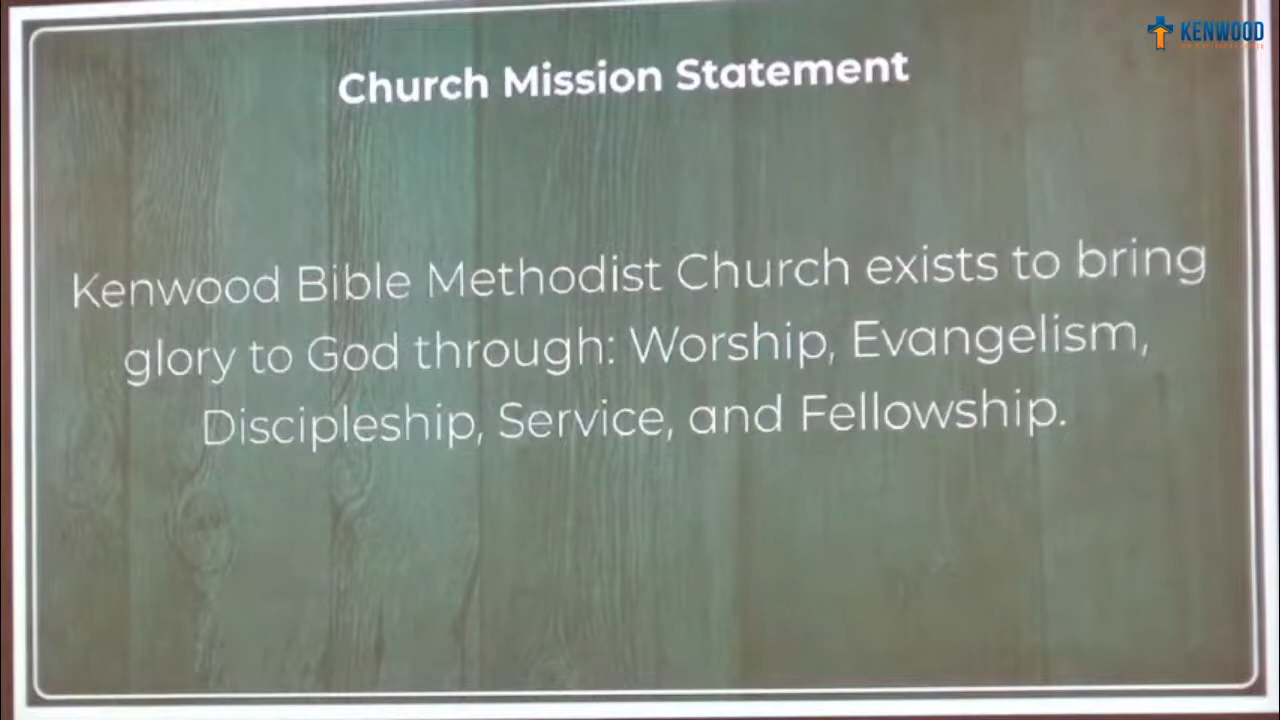 KENWOOD
Church Mission Statement
Kenwood Bible Methodist Church exists to bring
glory to God through: Worship, Evangelism,
Discipleship, Service, and Fellowship.